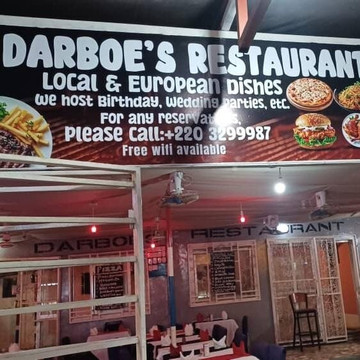 DARBOE'S RESTAURANT
LOCAL & EUROPEAN DISHES
We host Birthday, Wedding parties, etc.
For any reservations,
Please Call:+220 3299987
Free wifi available
DARBOE RESTAURANT
PIZZA